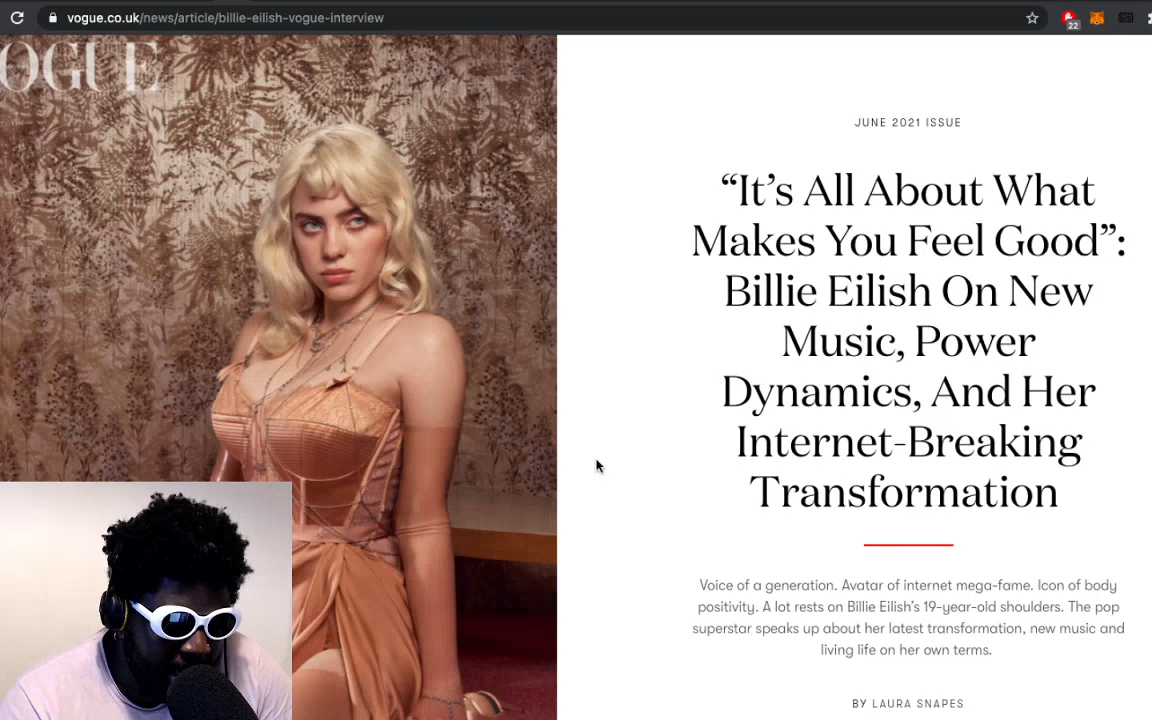 vogue.co.uk/news/article/billie-eilish-vogue-interview
22
OGUE
JUNE 2021 ISSUE
“It’s All About What
Makes You Feel Good”:
Billie Eilish On New
Music, Power
Dynamics, And Her
Internet-Breaking
Transformation
Voice of a generation. Avatar of internet mega-fame. Icon of body
positivity. A lot rests on Billie Eilish’s 19-year-old shoulders. The pop
superstar speaks up about her latest transformation, new music and
living life on her own terms.
BY LAURA SNAPES